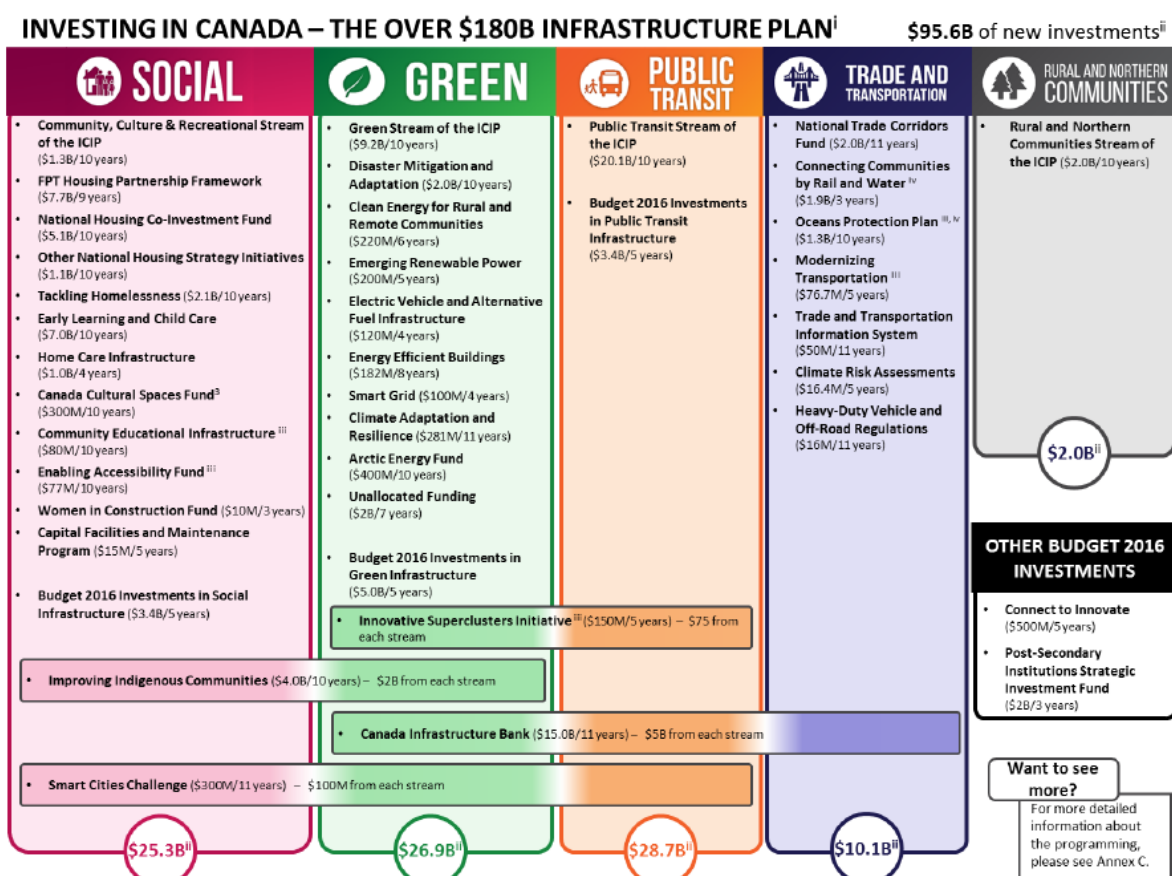 INVESTING IN CANADA – THE OVER $180B INFRASTRUCTURE PLANⁱ
$95.6B of new investmentsⁱⁱ
SOCIAL
• Community, Culture & Recreational Stream
of the ICIP
($1.3B/10years)
• FPT Housing Partnership Framework
($7.7B/9 years)
• National Housing Co-Investment Fund
($5.1B/10 years)
• Other National Housing Strategy Initiatives
($1.1B/10years)
• Tackling Homelessness ($2.1B/10 years)
• Early Learning and Child Care
($7.0B/10years)
• Home Care Infrastructure
($1.0B/4 years)
• Canada Cultural Spaces Fund³
($300M/10 years)
• Community Educational Infrastructure ⁱⁱⁱ
($80M/10 years)
• Enabling Accessibility Fund ⁱⁱⁱ
($77M/10years)
• Women in Construction Fund ($10M/3 years)
• Capital Facilities and Maintenance
Program ($15M/5 years)
• Budget 2016 Investments in Social
Infrastructure ($3.4B/5 years)
GREEN
• Green Stream of the ICIP
($9.2B/10 years)
• Disaster Mitigation and
Adaptation ($2.0B/10 years)
• Clean Energy for Rural and
Remote Communities
($220M/6 years)
• Emerging Renewable Power
($200M/5 years)
• Electric Vehicle and Alternative
Fuel Infrastructure
($120M/4 years)
• Energy Efficient Buildings
($182M/8 years)
• Smart Grid ($100M/4 years)
• Climate Adaptation and
Resilience ($281M/11 years)
• Arctic Energy Fund
($400M/10 years)
• Unallocated Funding
($2B/7 years)
• Budget 2016 Investments in
Green Infrastructure
($5.0B/5 years)
PUBLIC
TRANSIT
• Public Transit Stream of
the ICIP
($20.1B/10 years)
• Budget 2016 Investments
in Public Transit
Infrastructure
($3.4B/5 years)
TRADE AND
TRANSPORTATION
• National Trade Corridors
Fund ($2.0B/11 years)
• Connecting Communities
by Rail and Water ⁱᵛ
($1.9B/3 years)
• Oceans Protection Plan ⁱⁱⁱ, ⁱᵛ
($1.3B/10 years)
• Modernizing
Transportation ⁱⁱⁱ
($76.7M/5 years)
• Trade and Transportation
Information System
($50M/11 years)
• Climate Risk Assessments
($16.4M/5 years)
• Heavy-Duty Vehicle and
Off-Road Regulations
($16M/11 years)
RURAL AND NORTHERN
COMMUNITIES
• Rural and Northern
Communities Stream of
the ICIP ($2.0B/10 years)
$2.0Bⁱⁱ
OTHER BUDGET 2016
INVESTMENTS
• Connect to Innovate
($500M/5years)
• Post-Secondary
Institutions Strategic
Investment Fund
($2B/3 years)
• Innovative Superclusters Initiative ⁱⁱⁱ ($150M/5 years) – $75 from
each stream
• Improving Indigenous Communities ($4.0B/10 years) – $2B from each stream
• Canada Infrastructure Bank ($15.0B/11 years) – $5B from each stream
• Smart Cities Challenge ($300M/11 years) – $100M from each stream
$25.3Bⁱⁱ
$26.9Bⁱⁱ
$28.7Bⁱⁱ
$10.1Bⁱⁱ
Want to see
more?
For more detailed
information about
the programming,
please see Annex C.